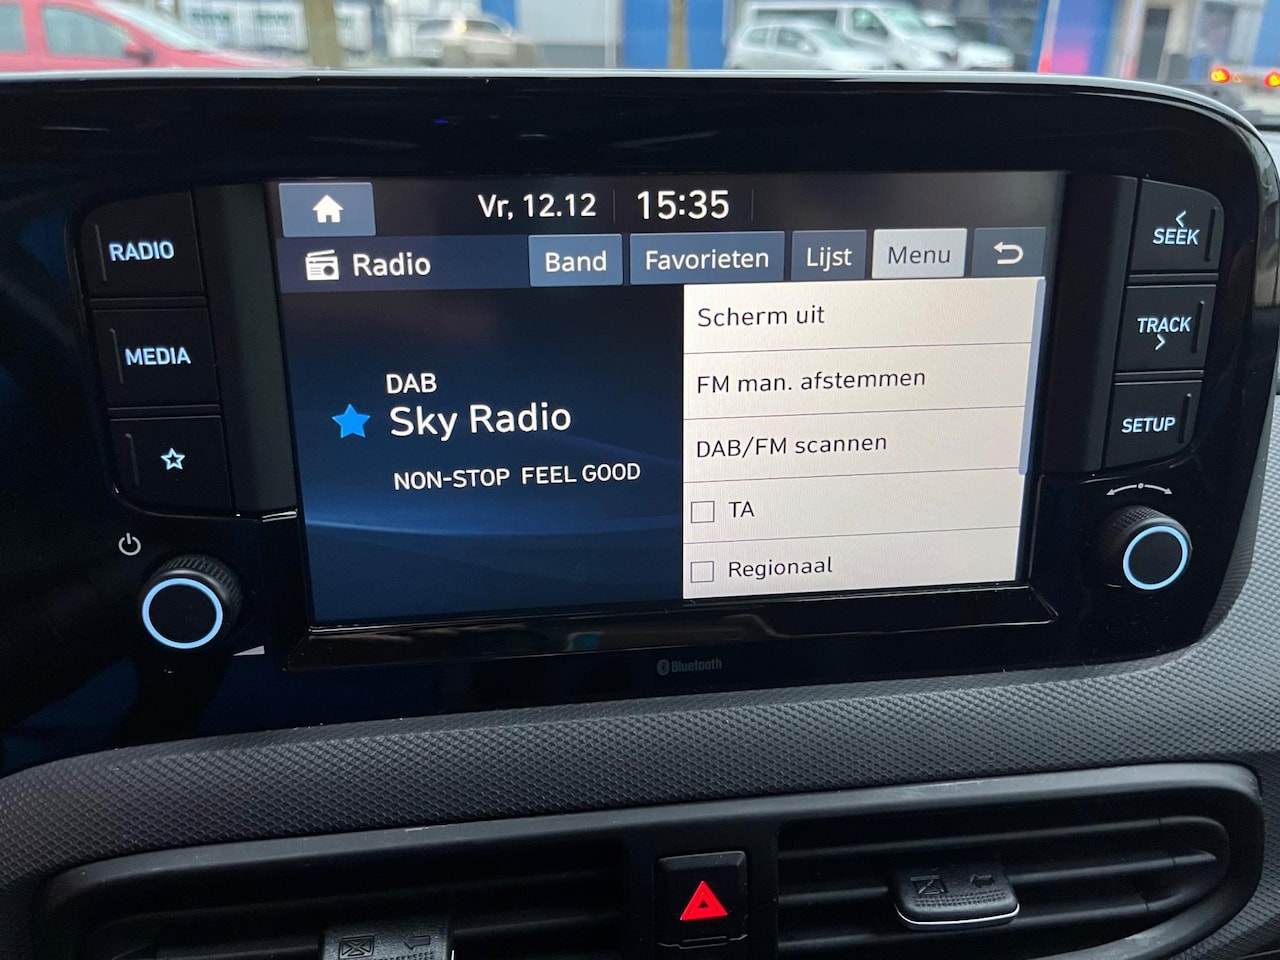 Vr, 12.12 15:35
Radio Band Favorieten Lijst Menu
RADIO
MEDIA
DAB
Sky Radio
NON-STOP FEEL GOOD
Scherm uit
FM man. afstemmen
DAB/FM scannen
TA
Regionaal
< SEEK
TRACK >
SETUP
Bluetooth